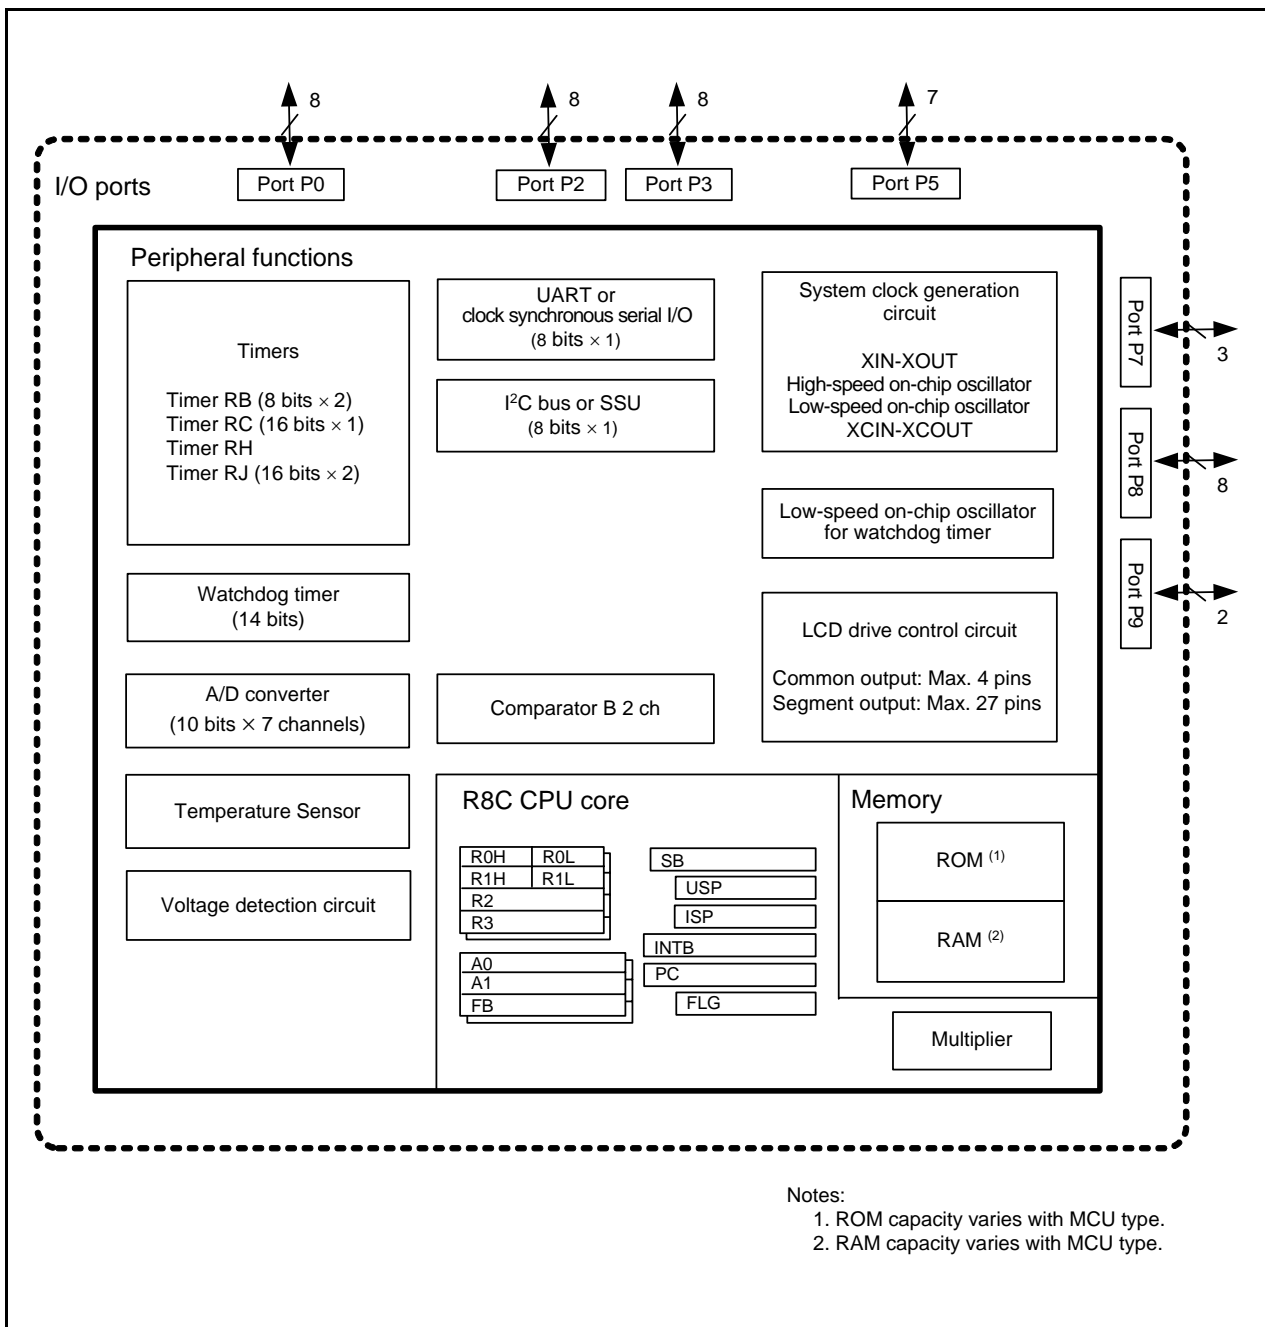 8
8
8
7
I/O ports
Port P0
Port P2
Port P3
Port P5
Peripheral functions
Timers
Timer RB (8 bits × 2)
Timer RC (16 bits × 1)
Timer RH
Timer RJ (16 bits × 2)
UART or
clock synchronous serial I/O
(8 bits × 1)
I²C bus or SSU
(8 bits × 1)
System clock generation
circuit
XIN-XOUT
High-speed on-chip oscillator
Low-speed on-chip oscillator
XCIN-XCOUT
Port P7
3
Port P8
8
Port P9
2
Low-speed on-chip oscillator
for watchdog timer
Watchdog timer
(14 bits)
LCD drive control circuit
Common output: Max. 4 pins
Segment output: Max. 27 pins
A/D converter
(10 bits × 7 channels)
Comparator B 2 ch
Temperature Sensor
Voltage detection circuit
R8C CPU core
R0H
R0L
R1H
R1L
R2
R3
A0
A1
FB
SB
USP
ISP
INTB
PC
FLG
Memory
ROM (1)
RAM (2)
Multiplier
Notes:
1. ROM capacity varies with MCU type.
2. RAM capacity varies with MCU type.